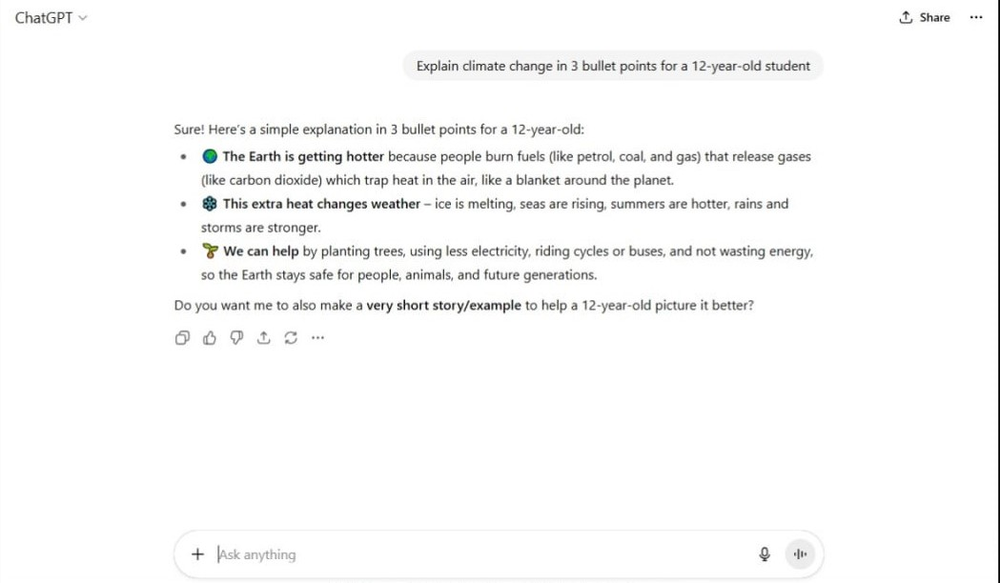 ChatGPT
Share
Explain climate change in 3 bullet points for a 12-year-old student
Sure! Here's a simple explanation in 3 bullet points for a 12-year-old:
• 🌍 The Earth is getting hotter because people burn fuels (like petrol, coal, and gas) that release gases
(like carbon dioxide) which trap heat in the air, like a blanket around the planet.
• ❄️ This extra heat changes weather – ice is melting, seas are rising, summers are hotter, rains and
storms are stronger.
• 🌱 We can help by planting trees, using less electricity, riding cycles or buses, and not wasting energy,
so the Earth stays safe for people, animals, and future generations.
Do you want me to also make a very short story/example to help a 12-year-old picture it better?
Ask anything